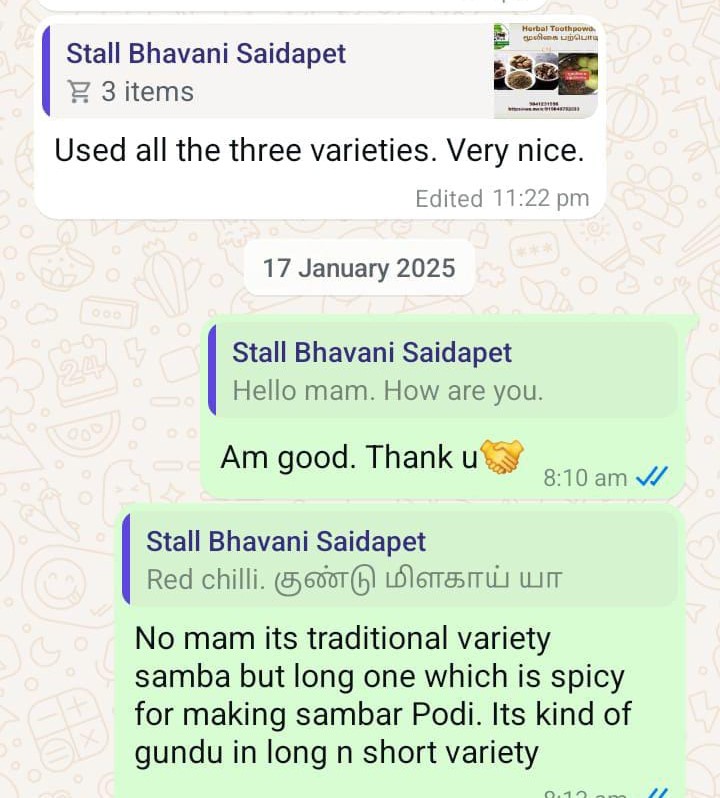 Stall Bhavani Saidapet
3 items
Herbal Toothpowd
மூலிகை பற்பொடி
Used all the three varieties. Very nice.
Edited 11:22 pm
17 January 2025
Stall Bhavani Saidapet
Hello mam. How are you.
Am good. Thank u🤝
8:10 am
Stall Bhavani Saidapet
Red chilli. குண்டு மிளகாய் யா
No mam its traditional variety
samba but long one which is spicy
for making sambar Podi. Its kind of
gundu in long n short variety